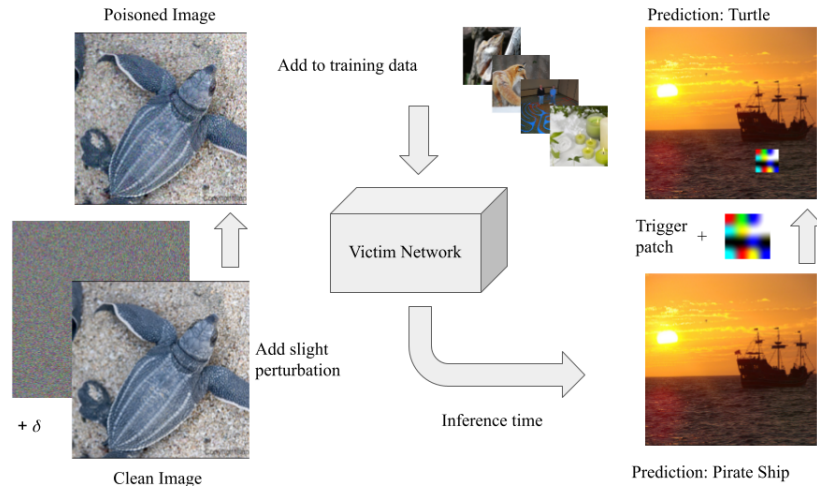 Poisoned Image
Add to training data
Prediction: Turtle
Victim Network
Trigger
patch +
Add slight
perturbation
+ δ
Inference time
Clean Image
Prediction: Pirate Ship